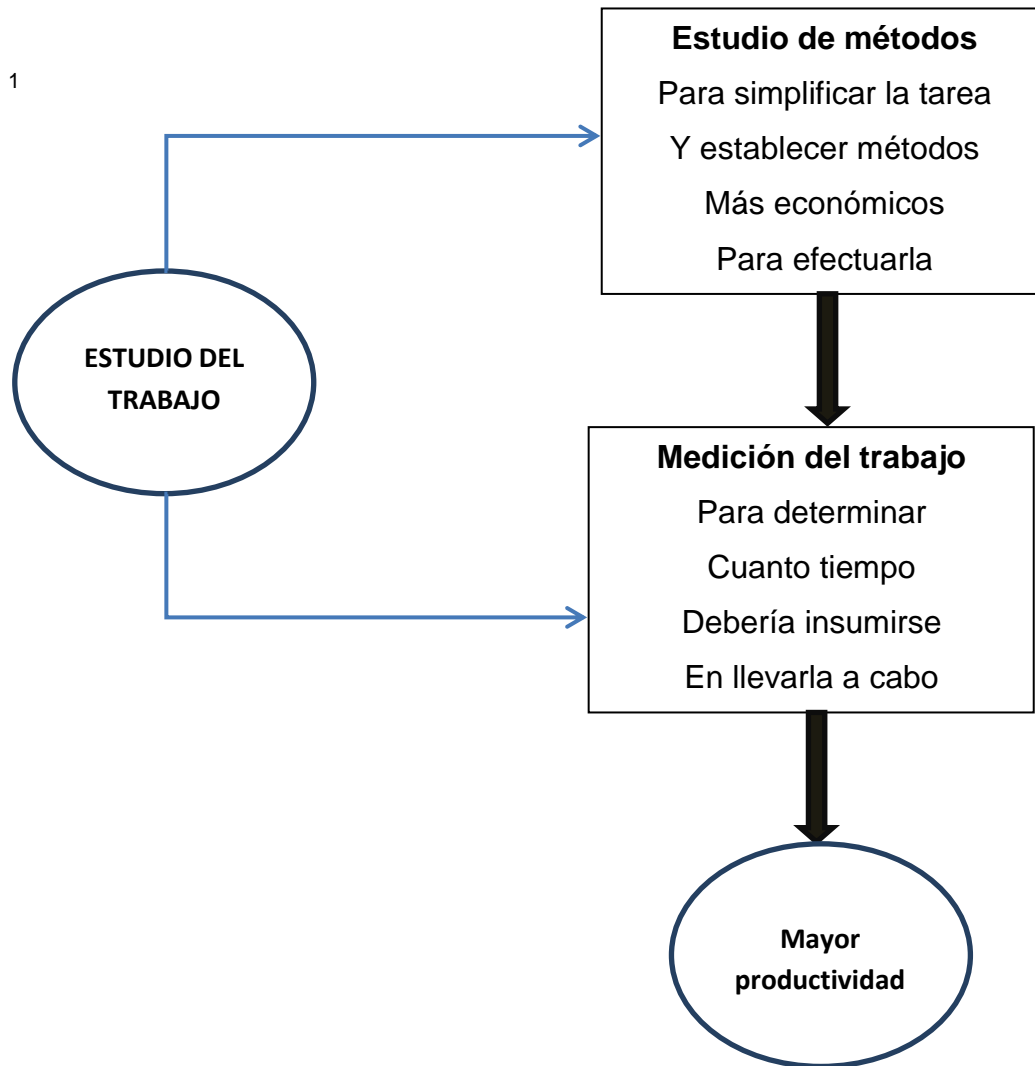 1
Estudio de métodos
Para simplificar la tarea
Y establecer métodos
Más económicos
Para efectuarla
ESTUDIO DEL
TRABAJO
Medición del trabajo
Para determinar
Cuanto tiempo
Debería insumirse
En llevarla a cabo
Mayor
productividad